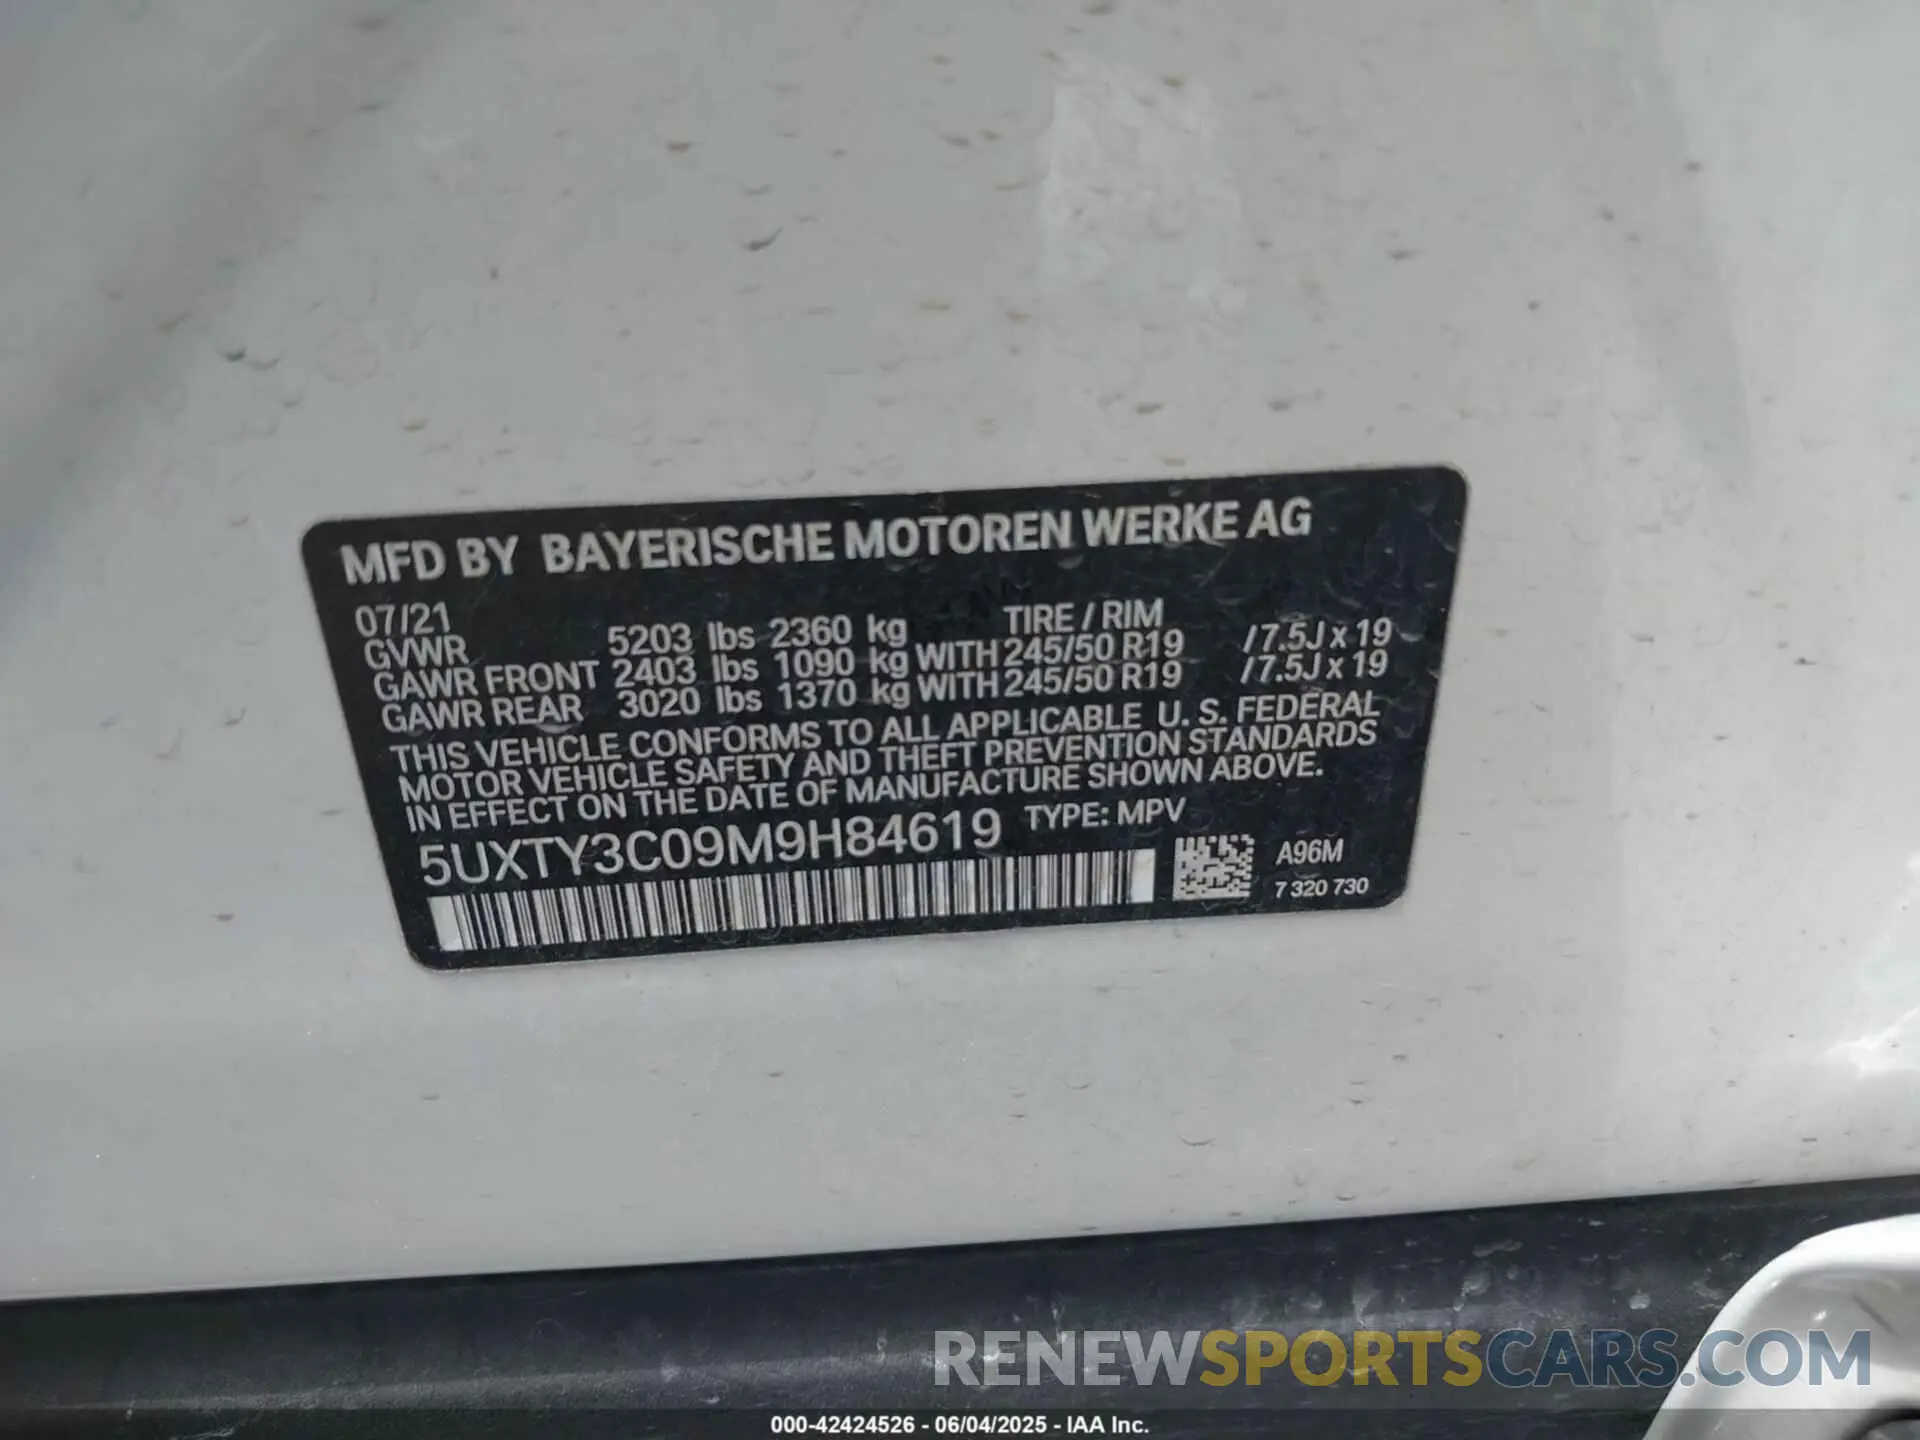 MFD BY BAYERISCHE MOTOREN WERKE AG
07/21 TIRE / RIM
GVWR 5203 lbs 2360 kg
GAWR FRONT 2403 lbs 1090 kg WITH 245/50 R19 /7.5J x 19
GAWR REAR 3020 lbs 1370 kg WITH 245/50 R19 /7.5J x 19
THIS VEHICLE CONFORMS TO ALL APPLICABLE U. S. FEDERAL
MOTOR VEHICLE SAFETY AND THEFT PREVENTION STANDARDS
IN EFFECT ON THE DATE OF MANUFACTURE SHOWN ABOVE.
5UXTY3C09M9H84619 TYPE: MPV
A96M
7 320 730
RENEWSPORTSCARS.COM
000-42424526 - 06/04/2025 - IAA Inc.